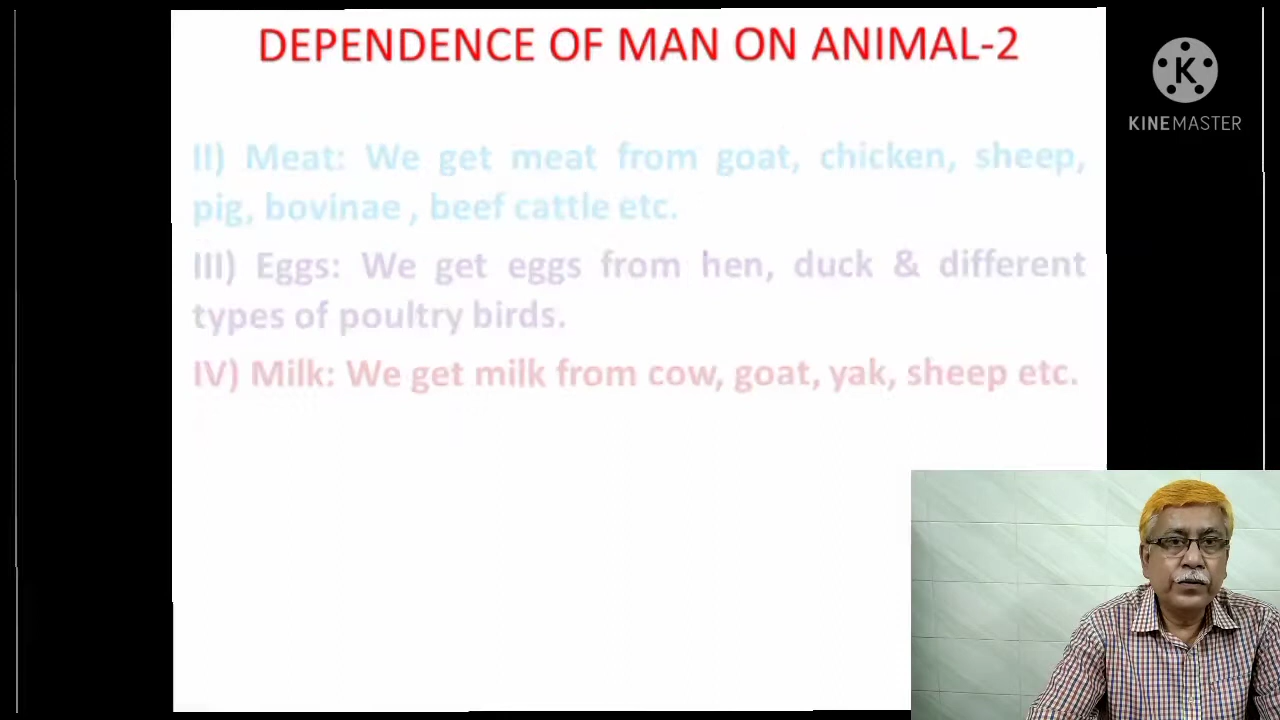 DEPENDENCE OF MAN ON ANIMAL-2
K
KINEMASTER
II) Meat: We get meat from goat, chicken, sheep,
pig, bovinae , beef cattle etc.
III) Eggs: We get eggs from hen, duck & different
types of poultry birds.
IV) Milk: We get milk from cow, goat, yak, sheep etc.